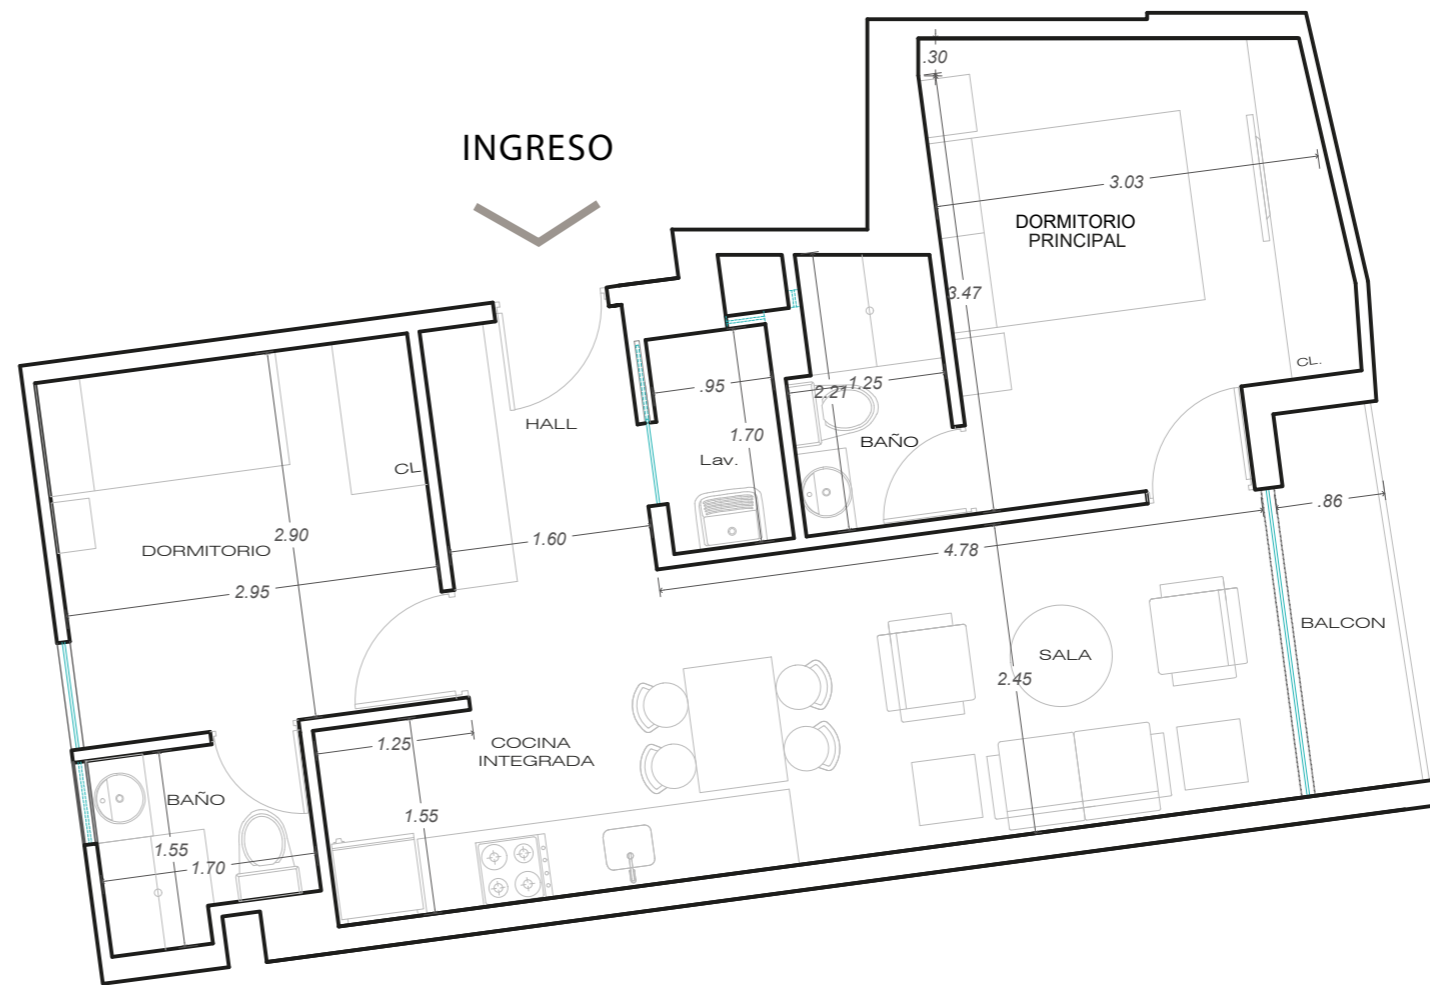 .30
INGRESO
3.03
DORMITORIO
PRINCIPAL
3.47
CL.
.95
1.25
2.21
HALL
1.70
BAÑO
Lav.
CL
.86
2.90
1.60
DORMITORIO
4.78
2.95
BALCON
SALA
2.45
1.25
COCINA
INTEGRADA
BAÑO
1.55
1.55
1.70